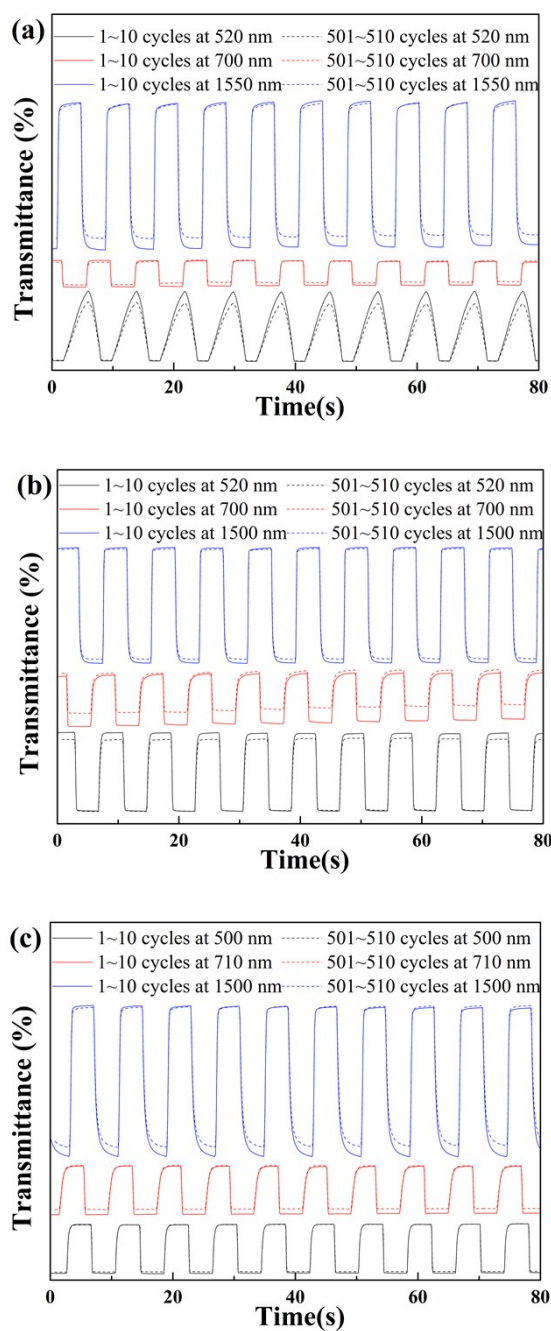 (a)
1~10 cycles at 520 nm 501~510 cycles at 520 nm
1~10 cycles at 700 nm 501~510 cycles at 700 nm
1~10 cycles at 1550 nm 501~510 cycles at 1550 nm
Transmittance (%)
0 20 40 60 80
Time(s)
(b)
1~10 cycles at 520 nm 501~510 cycles at 520 nm
1~10 cycles at 700 nm 501~510 cycles at 700 nm
1~10 cycles at 1500 nm 501~510 cycles at 1500 nm
Transmittance (%)
0 20 40 60 80
Time(s)
(c)
1~10 cycles at 500 nm 501~510 cycles at 500 nm
1~10 cycles at 710 nm 501~510 cycles at 710 nm
1~10 cycles at 1500 nm 501~510 cycles at 1500 nm
Transmittance (%)
0 20 40 60 80
Time(s)